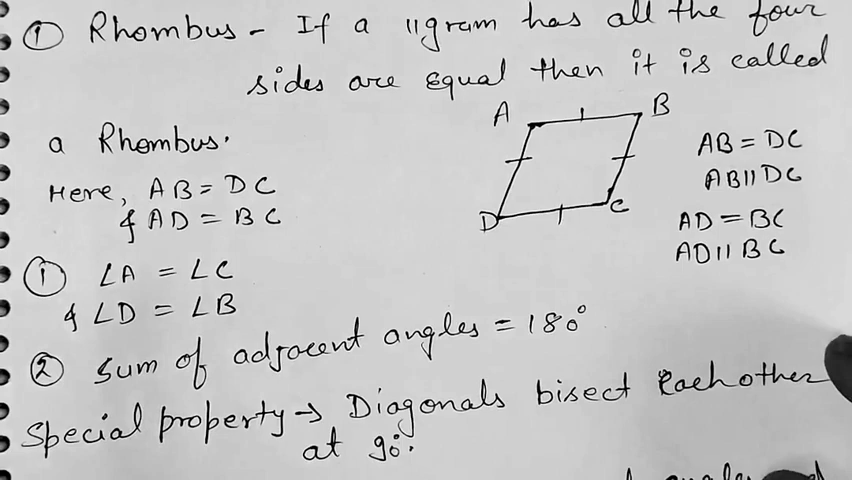 ① Rhombus - If a ||gram has all the four
sides are equal then it is called
a Rhombus.
Here, AB = DC
& AD = BC
A
B
D
C
AB = DC
AB || DC
AD = BC
AD || BC
① ∠A = ∠C
& ∠D = ∠B
② Sum of adjacent angles = 180°
Special property → Diagonals bisect Each other
at 90°.